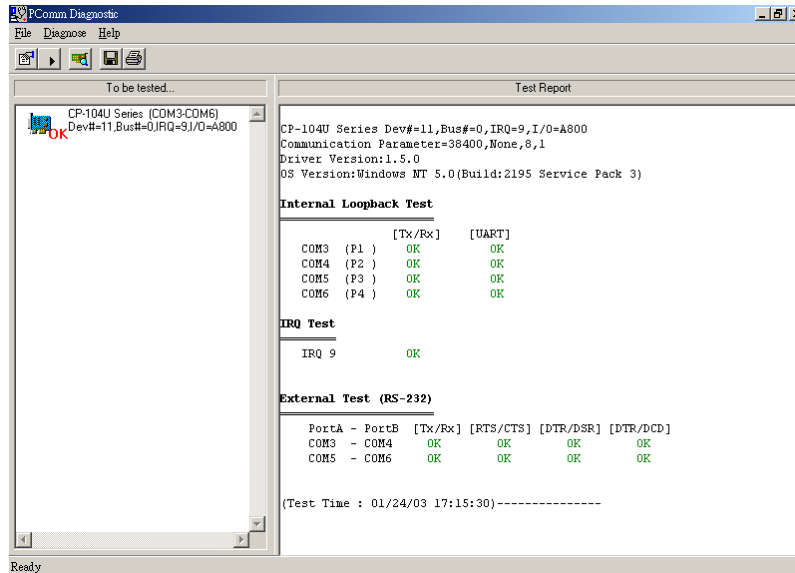 PComm Diagnostic
File Diagnose Help
To be tested...
Test Report
CP-104U Series (COM3-COM6)
Dev#=11,Bus#=0,IRQ=9,I/O=A800
OK
CP-104U Series Dev#=11,Bus#=0,IRQ=9,I/O=A800
Communication Parameter=38400,None,8,1
Driver Version:1.5.0
OS Version:Windows NT 5.0(Build:2195 Service Pack 3)
Internal Loopback Test
[Tx/Rx] [UART]
COM3 (P1 ) OK OK
COM4 (P2 ) OK OK
COM5 (P3 ) OK OK
COM6 (P4 ) OK OK
IRQ Test
IRQ 9 OK
External Test (RS-232)
PortA - PortB [Tx/Rx] [RTS/CTS] [DTR/DSR] [DTR/DCD]
COM3 - COM4 OK OK OK OK
COM5 - COM6 OK OK OK OK
(Test Time : 01/24/03 17:15:30)---------------
Ready